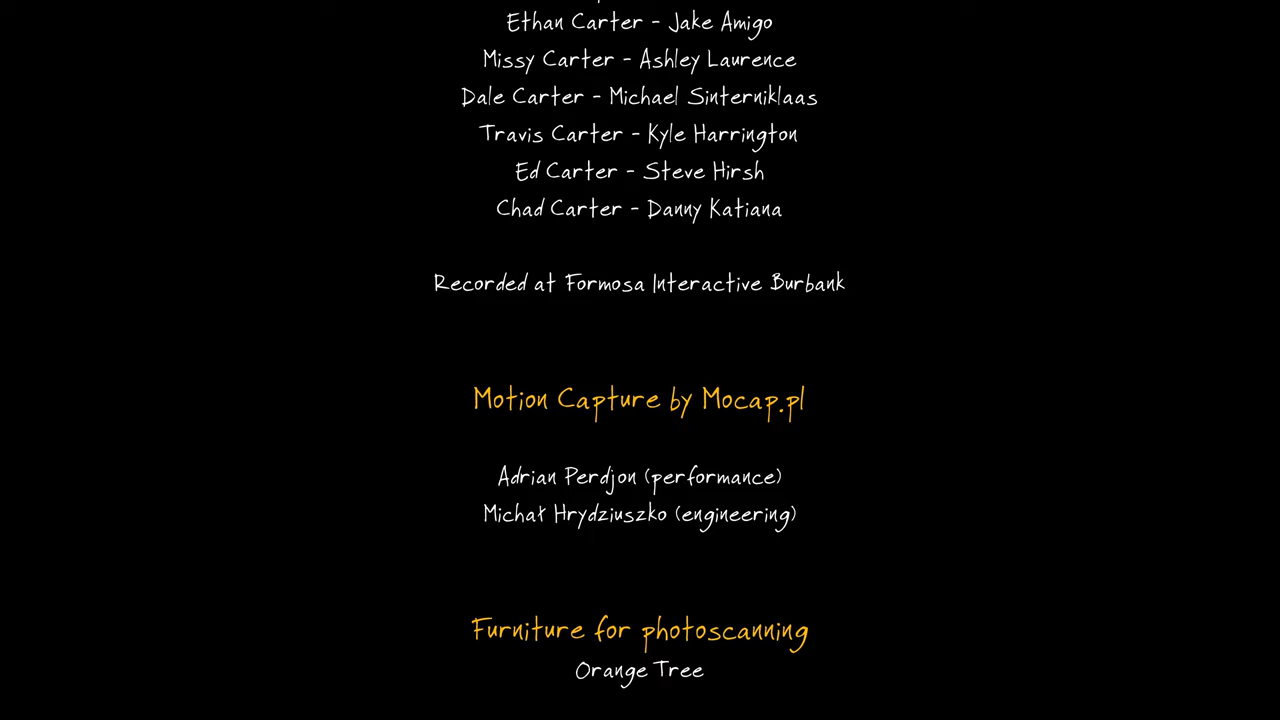 Ethan Carter - Jake Amigo
Missy Carter - Ashley Laurence
Dale Carter - Michael Sinterniklaas
Travis Carter - Kyle Harrington
Ed Carter - Steve Hirsh
Chad Carter - Danny Katiana
Recorded at Formosa Interactive Burbank
Motion Capture by Mocap.pl
Adrian Perdjon (performance)
Michał Hrydziuszko (engineering)
Furniture for photoscanning
Orange Tree